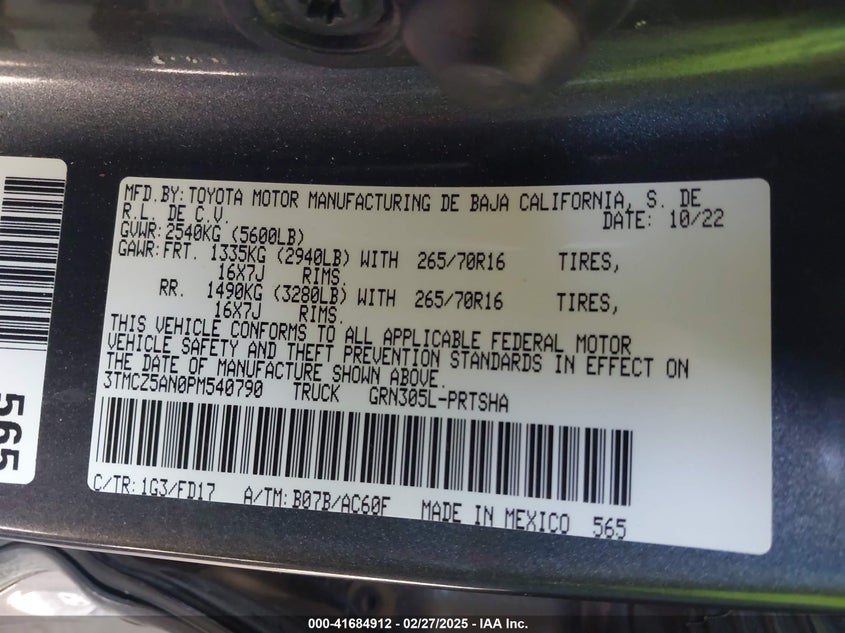 MFD.BY:TOYOTA MOTOR MANUFACTURING DE BAJA CALIFORNIA, S. DE
R.L. DE C.V. DATE: 10/22
GVWR:2540KG (5600LB)
GAWR:FRT. 1335KG (2940LB) WITH 265/70R16 TIRES,
16X7J RIMS.
RR. 1490KG (3280LB) WITH 265/70R16 TIRES,
16X7J RIMS.
THIS VEHICLE CONFORMS TO ALL APPLICABLE FEDERAL MOTOR
VEHICLE SAFETY AND THEFT PREVENTION STANDARDS IN EFFECT ON
THE DATE OF MANUFACTURE SHOWN ABOVE.
3TMCZ5AN0PM540790 TRUCK GRN305L-PRTSHA
C/TR:1G3/FD17 A/TM:B07B/AC60F MADE IN MEXICO 565
565
000-41684912 - 02/27/2025 - IAA Inc.